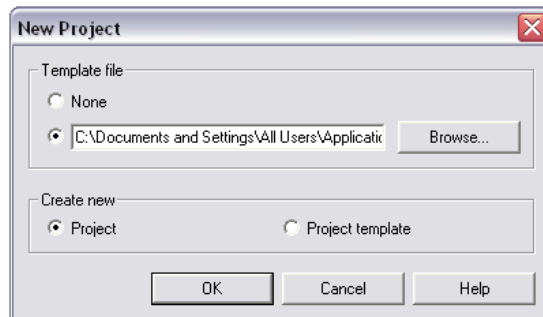 New Project
Template file
None
C:\Documents and Settings\All Users\Applicatic
Browse...
Create new
Project
Project template
OK
Cancel
Help